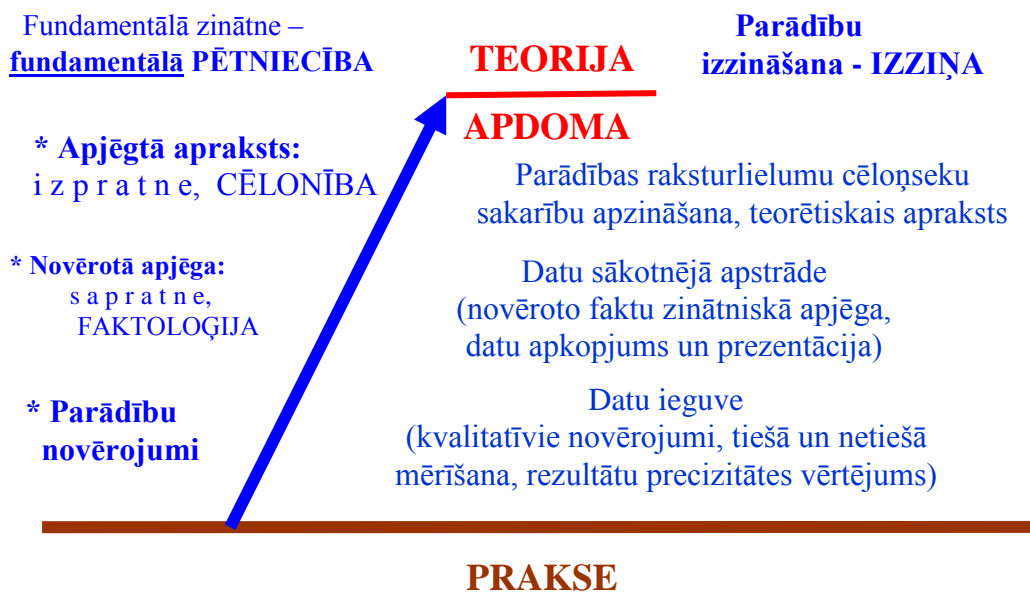 Fundamentālā zinātne –
fundamentālā PĒTNIECĪBA
TEORIJA
Parādību
izzināšana - IZZIŅA
APDOMA
* Apjēgtā apraksts:
i z p r a t n e, CĒLONĪBA
Parādības raksturlielumu cēloņseku
sakarību apzināšana, teorētiskais apraksts
* Novērotā apjēga:
s a p r a t n e,
FAKTOLOĢIJA
Datu sākotnējā apstrāde
(novēroto faktu zinātniskā apjēga,
datu apkopjums un prezentācija)
* Parādību
novērojumi
Datu ieguve
(kvalitatīvie novērojumi, tiešā un netiešā
mērīšana, rezultātu precizitātes vērtējums)
PRAKSE